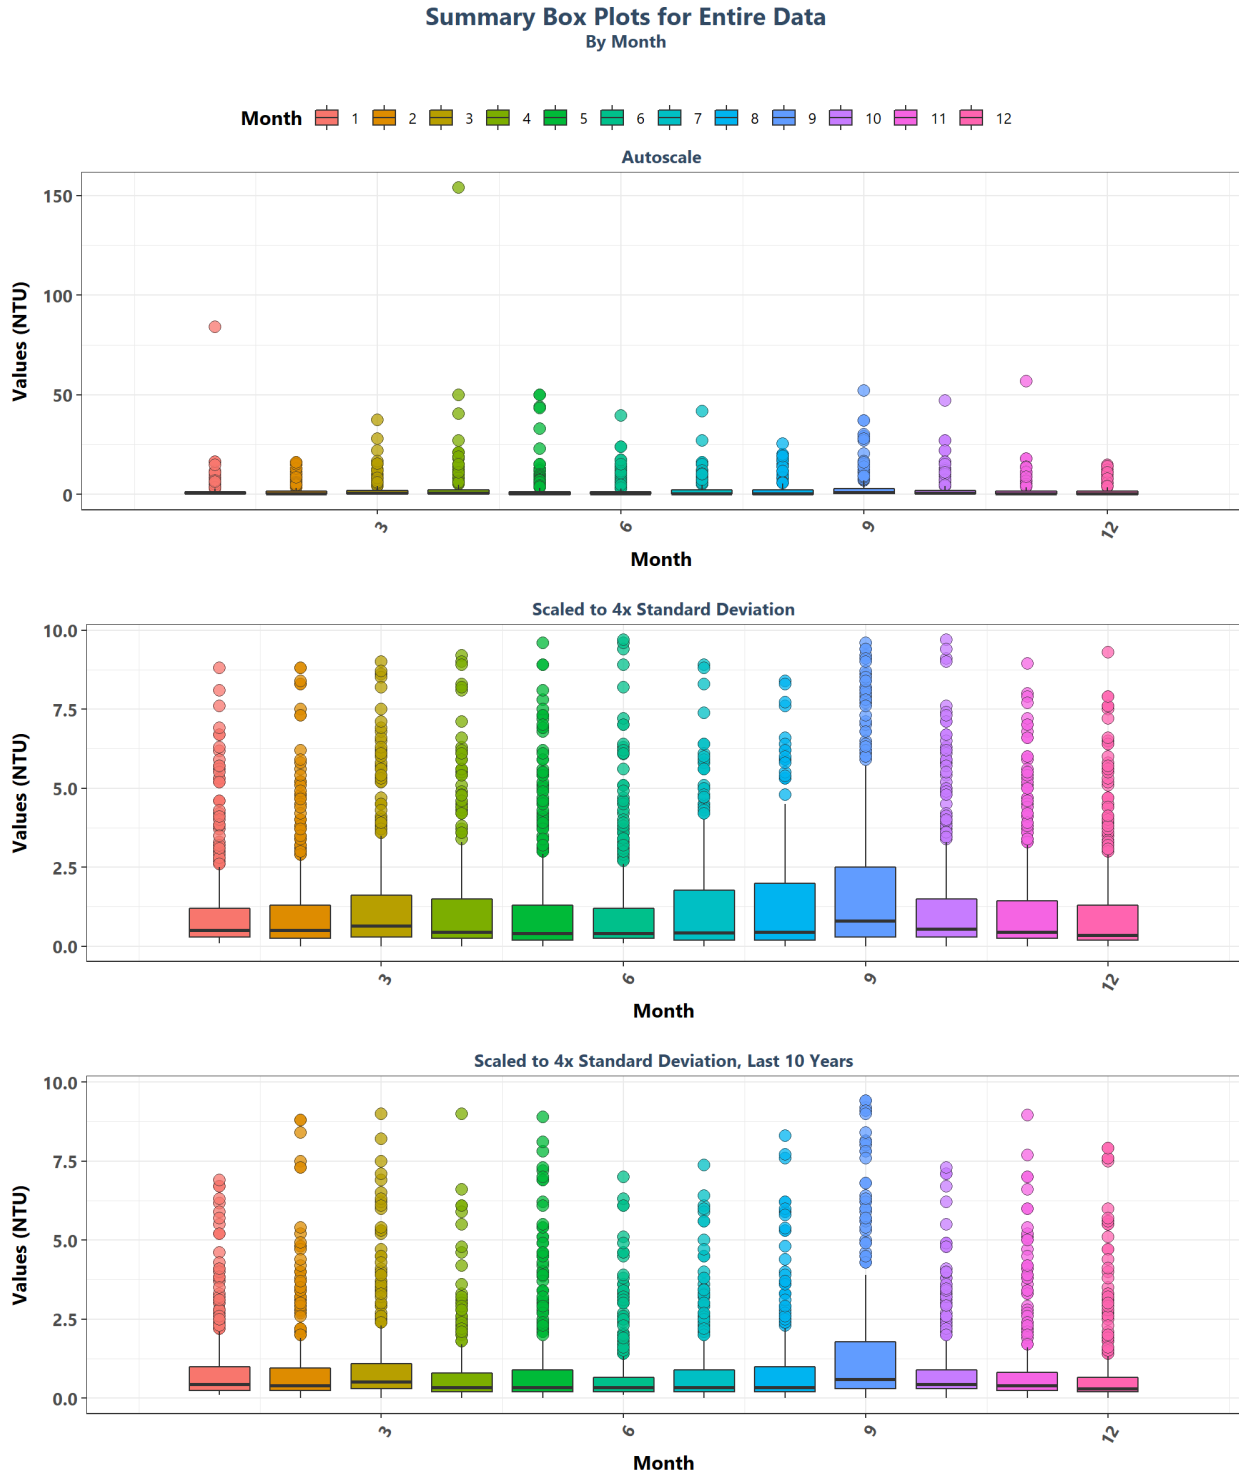 Summary Box Plots for Entire Data
By Month
Month 1 2 3 4 5 6 7 8 9 10 11 12
Autoscale
Values (NTU)
150
100
50
0
3 6 9 12
Month
Scaled to 4x Standard Deviation
Values (NTU)
10.0
7.5
5.0
2.5
0.0
3 6 9 12
Month
Scaled to 4x Standard Deviation, Last 10 Years
Values (NTU)
10.0
7.5
5.0
2.5
0.0
3 6 9 12
Month